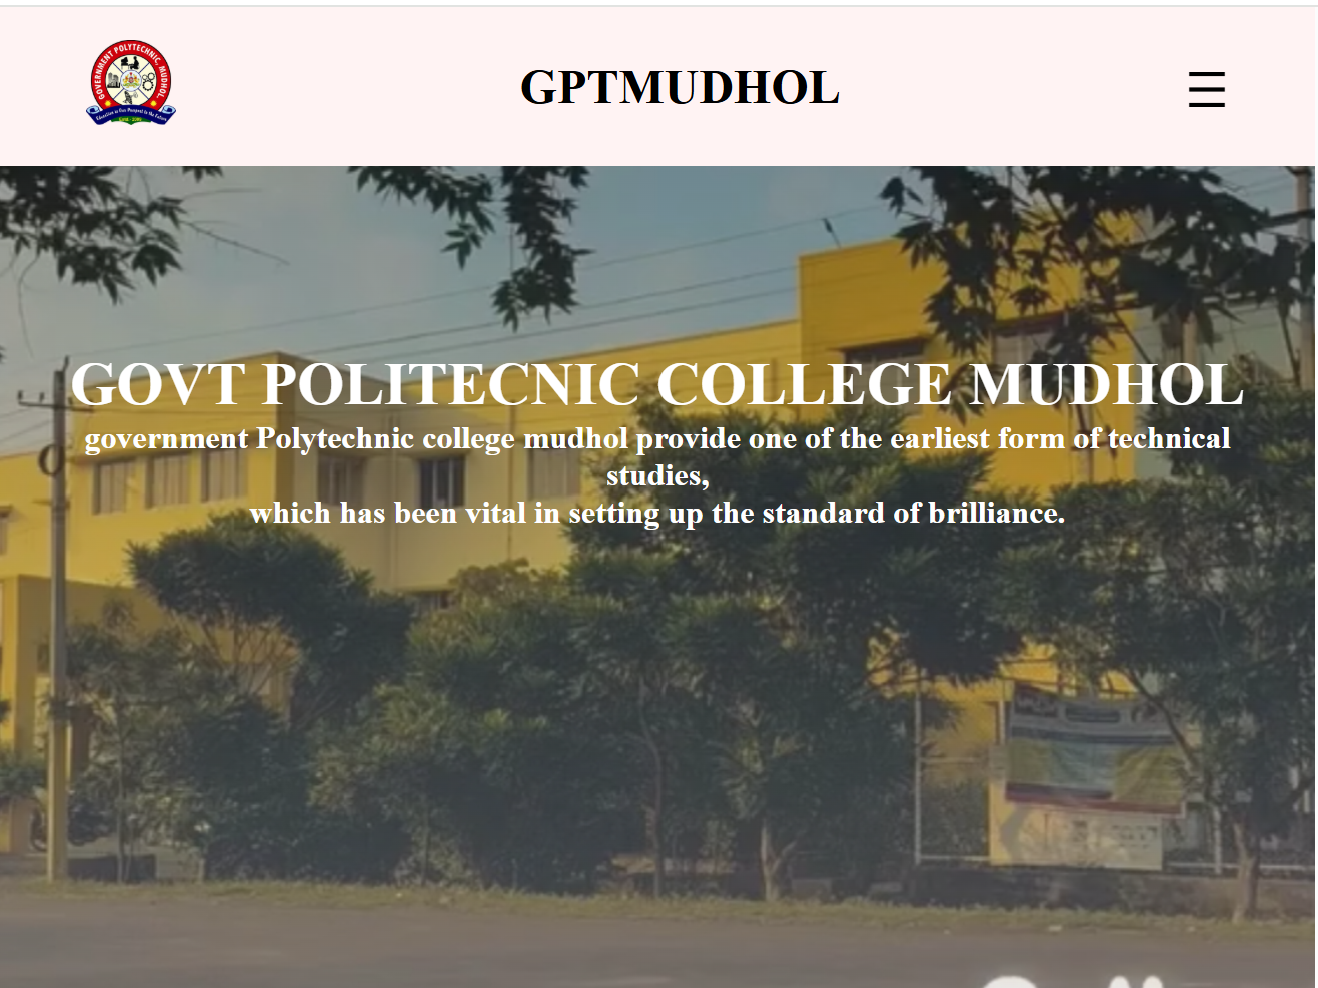 GOVERNMENT POLYTECHNIC, MUDHOL
GPTMUDHOL
GOVT POLITECNIC COLLEGE MUDHOL
government Polytechnic college mudhol provide one of the earliest form of technical
studies,
which has been vital in setting up the standard of brilliance.